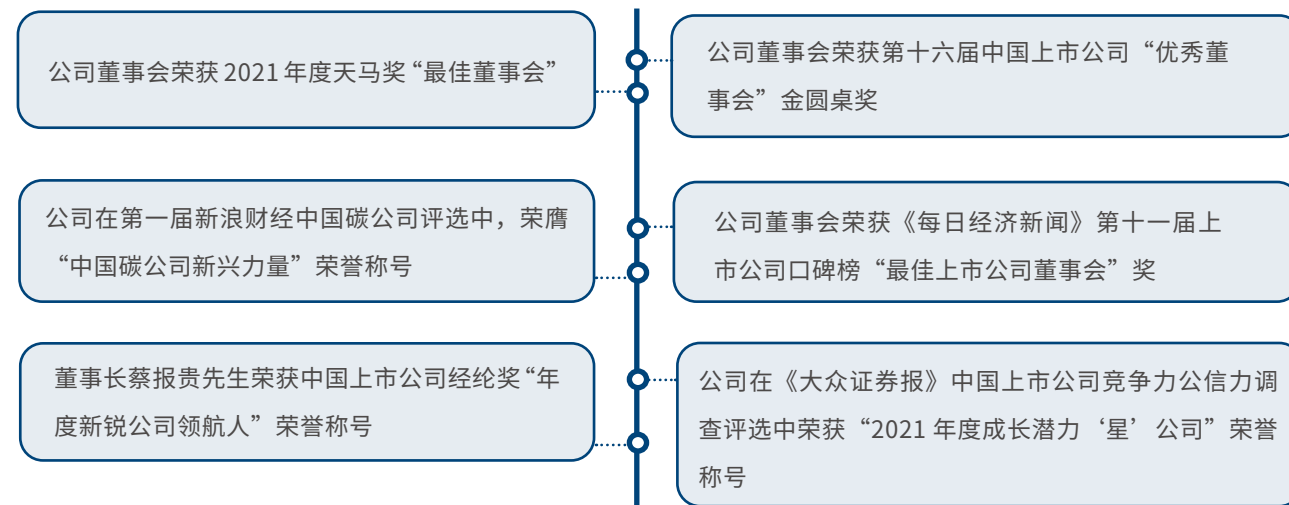 公司董事会荣获 2021 年度天马奖“最佳董事会”
公司董事会荣获第十六届中国上市公司“优秀董
事会”金圆桌奖
公司在第一届新浪财经中国碳公司评选中，荣膺
“中国碳公司新兴力量”荣誉称号
公司董事会荣获《每日经济新闻》第十一届上
市公司口碑榜“最佳上市公司董事会”奖
董事长蔡报贵先生荣获中国上市公司经纶奖“年
度新锐公司领航人”荣誉称号
公司在《大众证券报》中国上市公司竞争力公信力调
查评选中荣获“2021 年度成长潜力‘星’公司”荣誉
称号